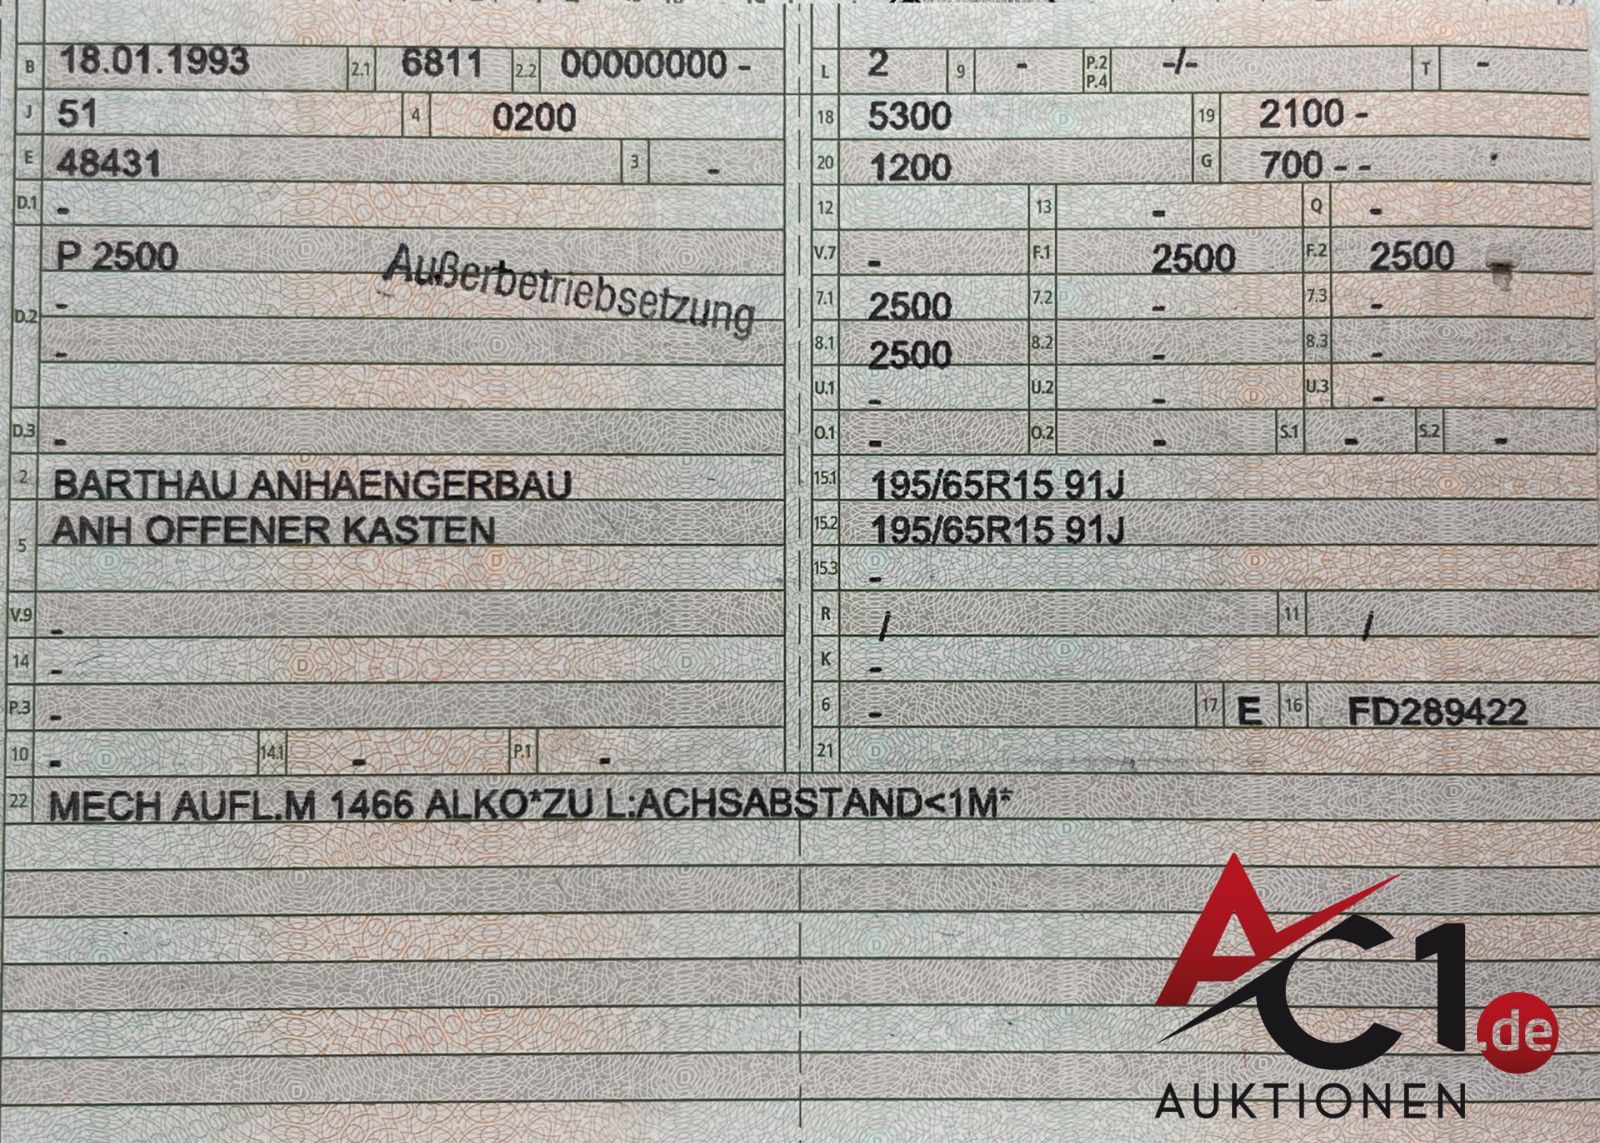 B 18.01.1993 2.1 6811 2.2 00000000 -
J 51 4 0200
E 48431 3 -
D.1 -
P 2500
Außerbetriebsetzung
D.2 -
-
D.3 -
2 BARTHAU ANHAENGERBAU
5 ANH OFFENER KASTEN
V.9 -
14 -
P.3 -
10 - 14.1 - P.1 -
L 2 9 - P.2 P.4 -/- T -
18 5300 19 2100 -
20 1200 G 700 - -
12 13 - Q -
V.7 - F.1 2500 F.2 2500
7.1 2500 7.2 - 7.3 -
8.1 2500 8.2 - 8.3 -
U.1 - U.2 - U.3 -
O.1 - O.2 - S.1 - S.2 -
15.1 195/65R15 91J
15.2 195/65R15 91J
15.3 -
R / 11 /
K -
6 - 17 E 16 FD289422
21
22 MECH AUFL.M 1466 ALKO*ZU L:ACHSABSTAND<1M*
AC1.de
AUKTIONEN